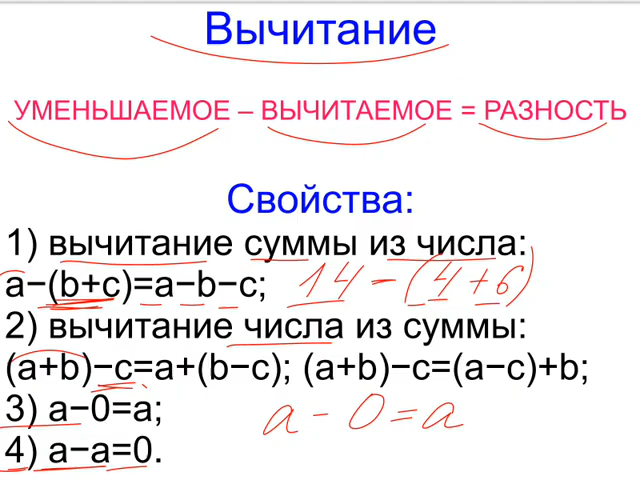 Вычитание
УМЕНЬШАЕМОЕ – ВЫЧИТАЕМОЕ = РАЗНОСТЬ
Свойства:
1) вычитание суммы из числа:
a−(b+c)=a−b−c; 14 − (4+6)
2) вычитание числа из суммы:
(a+b)−c=a+(b−c); (a+b)−c=(a−c)+b;
3) a−0=a; a − 0 = a
4) a−a=0.